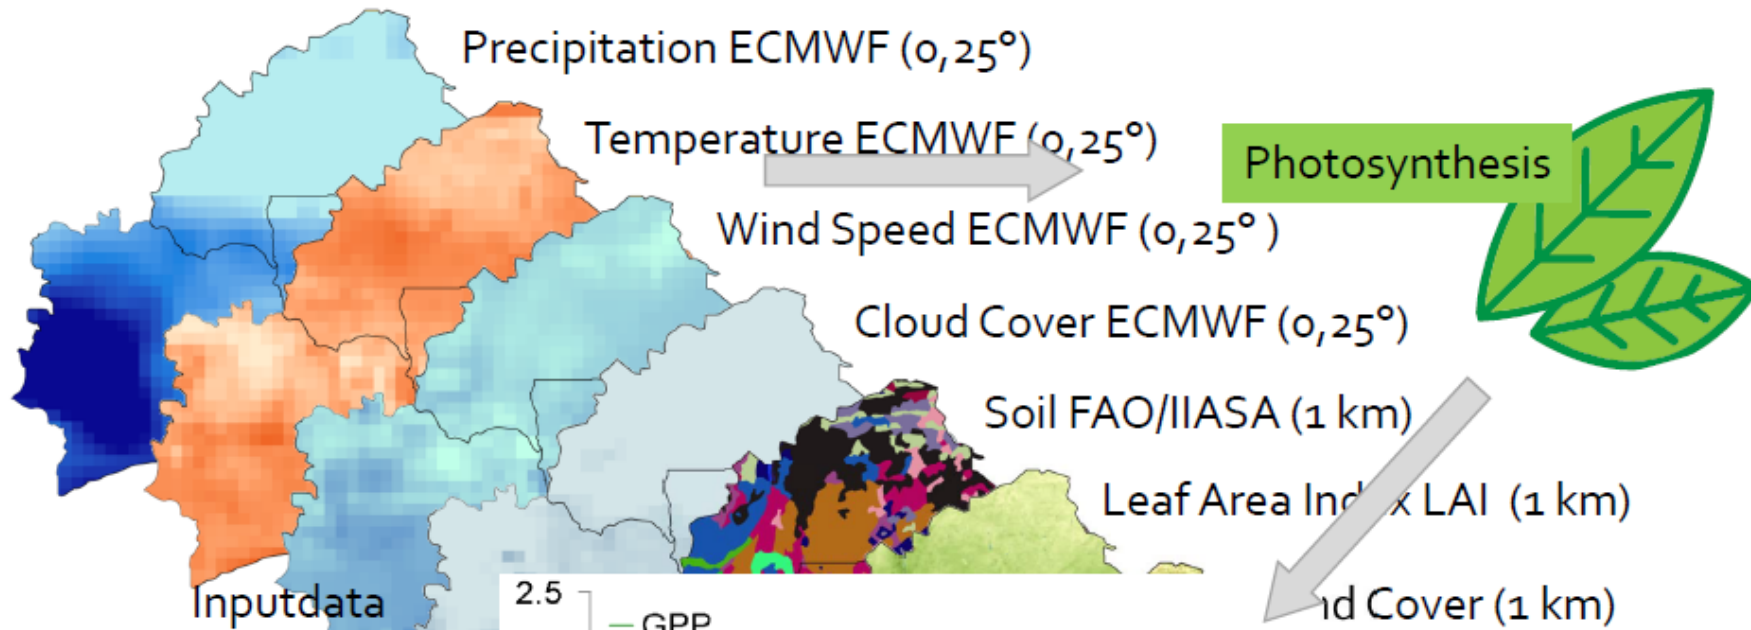 Precipitation ECMWF (0,25°)
Temperature ECMWF (0,25°)
Photosynthesis
Wind Speed ECMWF (0,25° )
Cloud Cover ECMWF (0,25°)
Soil FAO/IIASA (1 km)
Leaf Area Index LAI (1 km)
Cover (1 km)
Inputdata
2.5
GPP